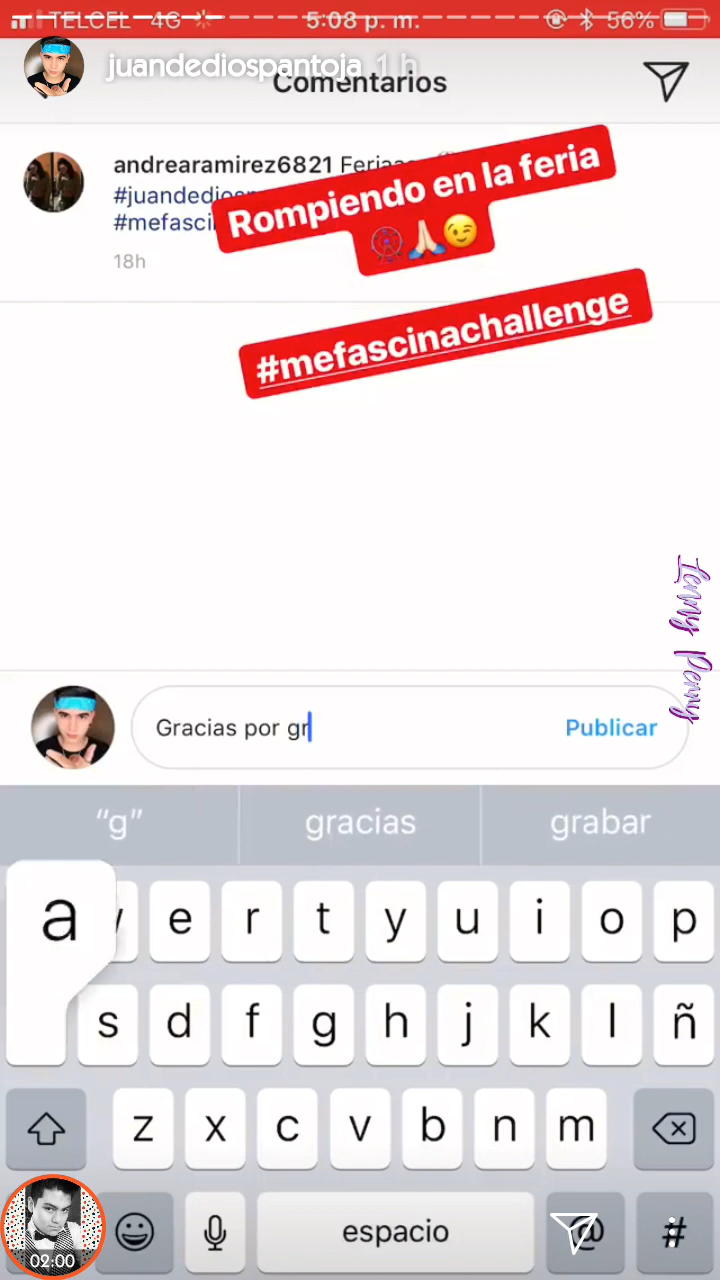 TELCEL 4G 5:08 p. m. 56%
juandediospantoja 1 h
Comentarios
andrearamirez6821
Rompiendo en la feria
🎡🙏🏻😉
18h
#mefascinachallenge
Lenny Penny
Gracias por gr
Publicar
“g” gracias grabar
a e r t y u i o p
s d f g h j k l ñ
z x c v b n m
espacio @ #
02:00